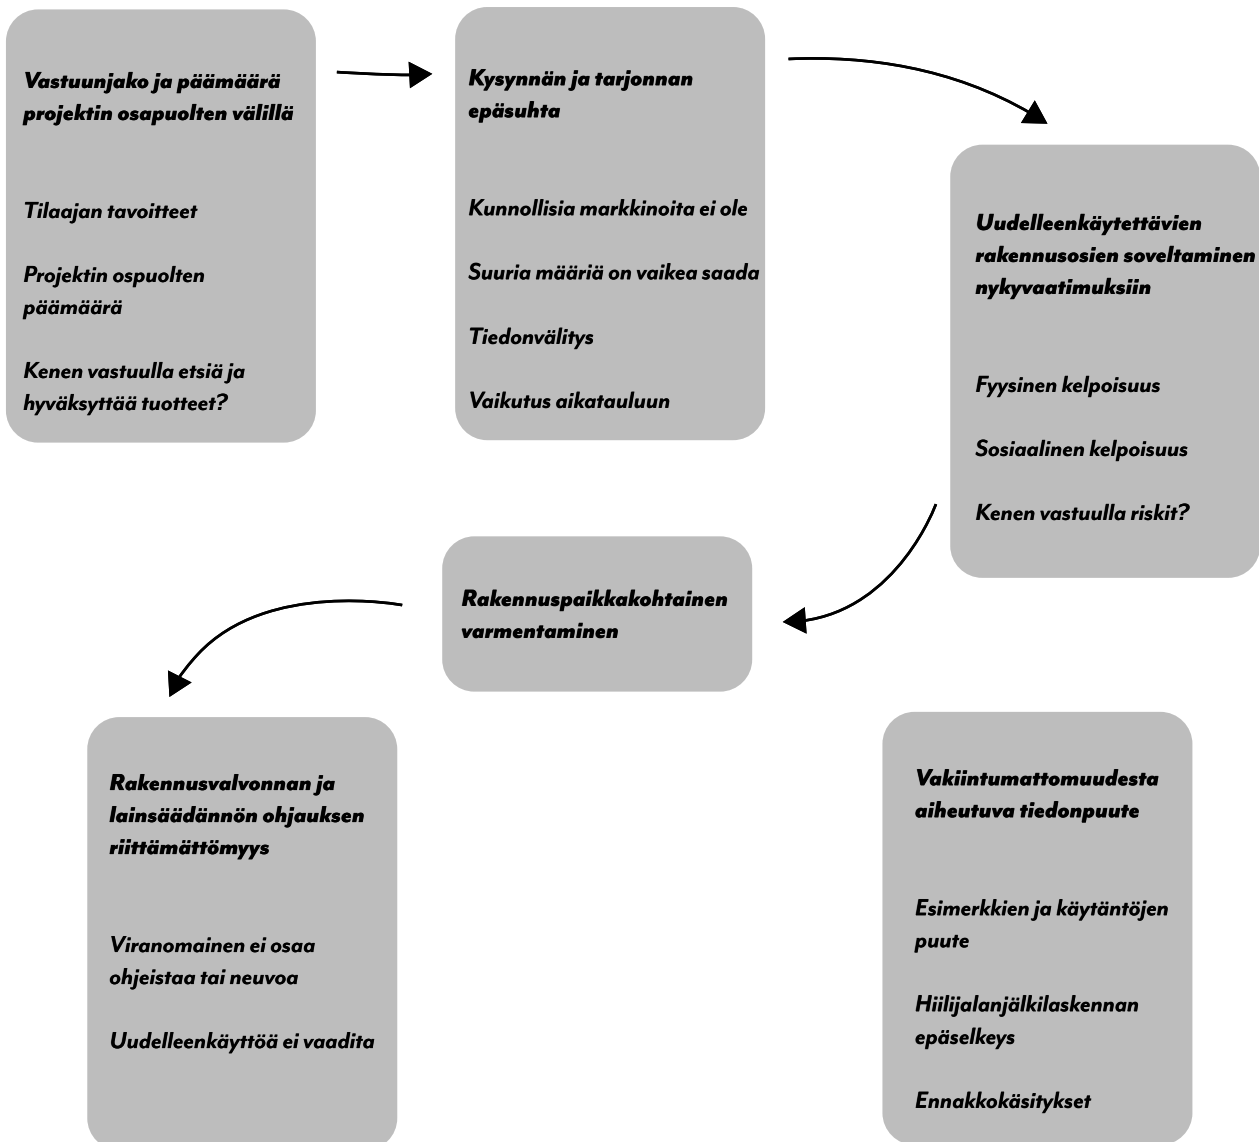 Vastuunjako ja päämäärä
projektin osapuolten välillä
Tilaajan tavoitteet
Projektin ospuolten
päämäärä
Kenen vastuulla etsiä ja
hyväksyttää tuotteet?
Kysynnän ja tarjonnan
epäsuhta
Kunnollisia markkinoita ei ole
Suuria määriä on vaikea saada
Tiedonvälitys
Vaikutus aikatauluun
Uudelleenkäytettävien
rakennusosien soveltaminen
nykyvaatimuksiin
Fyysinen kelpoisuus
Sosiaalinen kelpoisuus
Kenen vastuulla riskit?
Rakennuspaikkakohtainen
varmentaminen
Rakennusvalvonnan ja
lainsäädännön ohjauksen
riittämättömyys
Viranomainen ei osaa
ohjeistaa tai neuvoa
Uudelleenkäyttöä ei vaadita
Vakiintumattomuudesta
aiheutuva tiedonpuute
Esimerkkien ja käytäntöjen
puute
Hiilijalanjälkilaskennan
epäselkeys
Ennakkokäsitykset